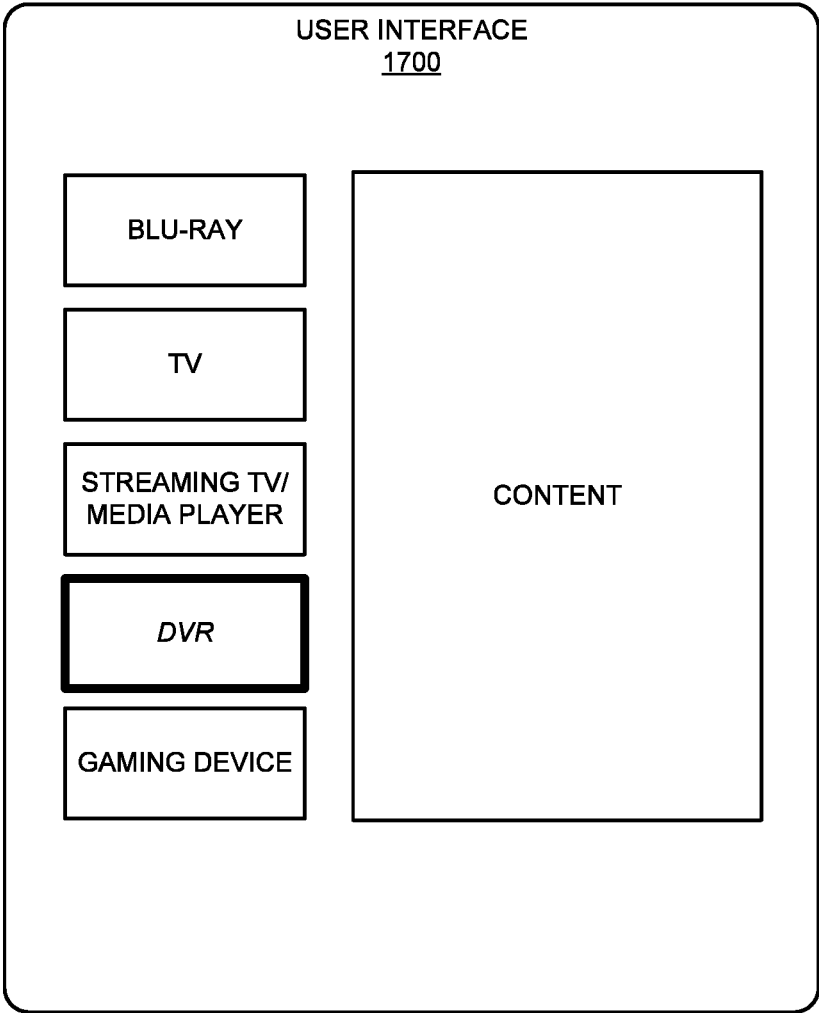 USER INTERFACE
1700
BLU-RAY
TV
STREAMING TV/
MEDIA PLAYER
DVR
GAMING DEVICE
CONTENT